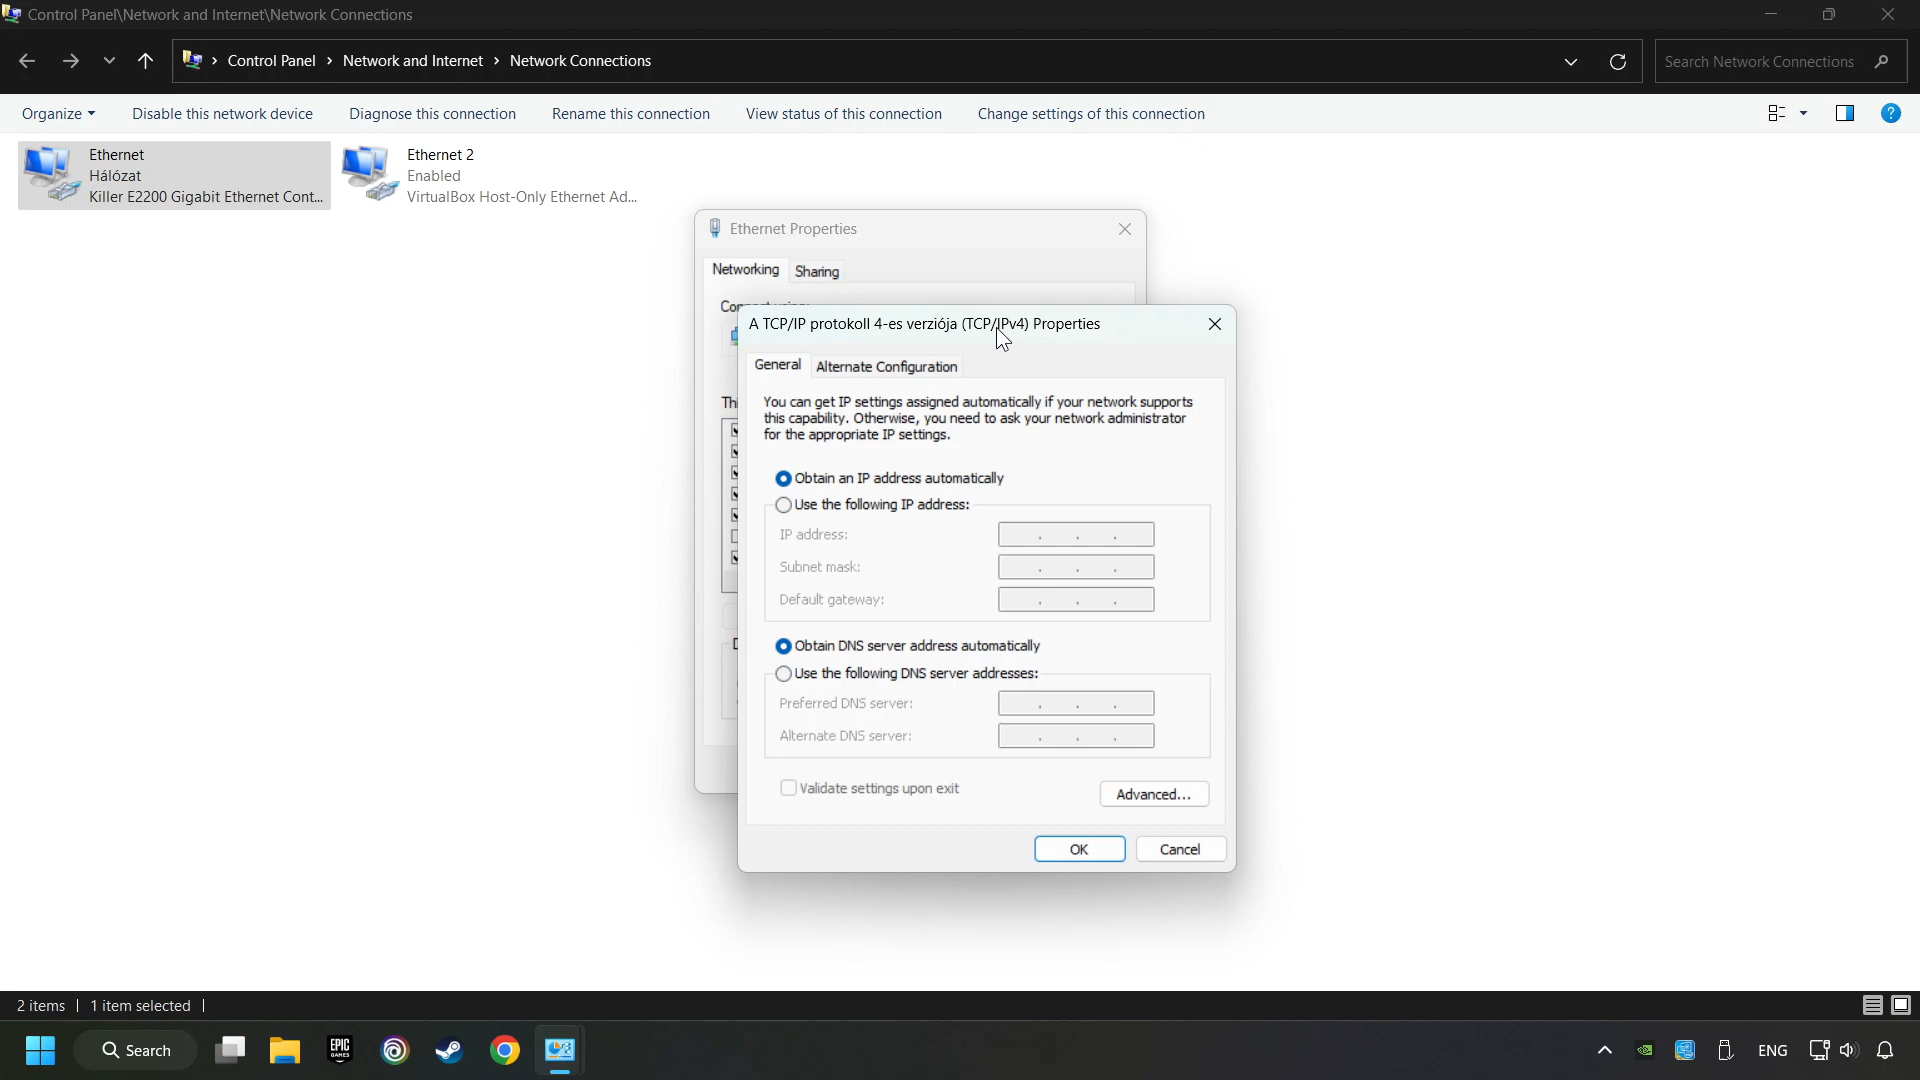 Control Panel\Network and Internet\Network Connections
Control Panel > Network and Internet > Network Connections
Search Network Connections
Organize
Disable this network device
Diagnose this connection
Rename this connection
View status of this connection
Change settings of this connection
Ethernet
Hálózat
Killer E2200 Gigabit Ethernet Cont...
Ethernet 2
Enabled
VirtualBox Host-Only Ethernet Ad...
Ethernet Properties
Networking
Sharing
A TCP/IP protokoll 4-es verziója (TCP/IPv4) Properties
General
Alternate Configuration
You can get IP settings assigned automatically if your network supports
this capability. Otherwise, you need to ask your network administrator
for the appropriate IP settings.
Obtain an IP address automatically
Use the following IP address:
IP address:
Subnet mask:
Default gateway:
Obtain DNS server address automatically
Use the following DNS server addresses:
Preferred DNS server:
Alternate DNS server:
Validate settings upon exit
Advanced...
OK
Cancel
2 items
1 item selected
Search
EPIC
GAMES
ENG